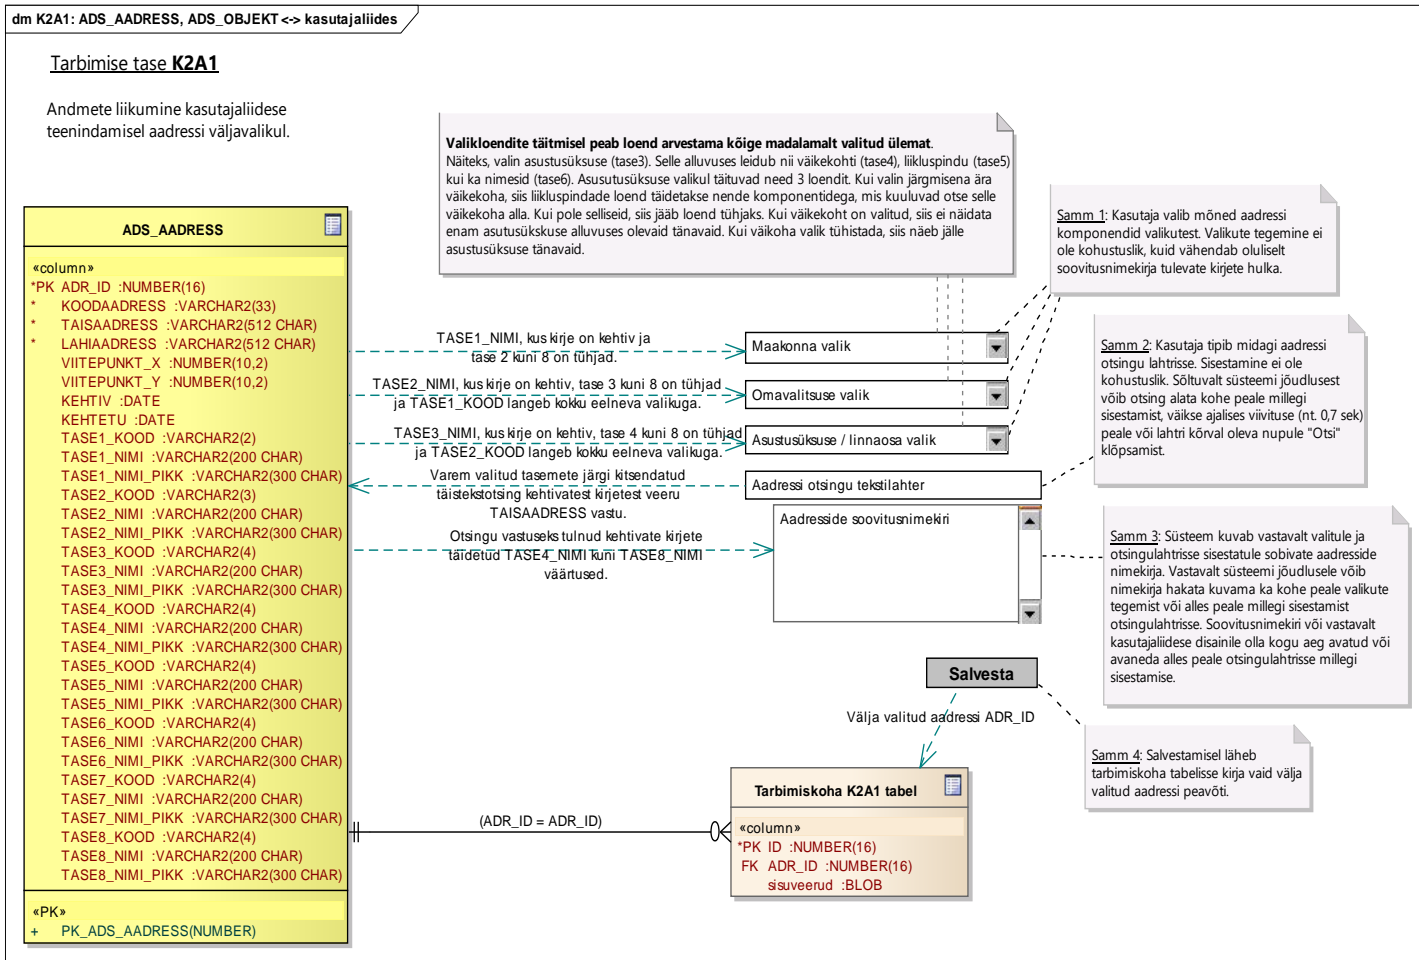 dm K2A1: ADS_AADRESS, ADS_OBJEKT <-> kasutajaliides
Tarbimise tase K2A1
Andmete liikumine kasutajaliidese
teenindamisel aadressi väljavalikul.
Valikloendite täitmisel peab loend arvestama kõige madalamalt valitud ülemat.
Näiteks, valin asustusüksuse (tase3). Selle alluvuses leidub nii väikekohti (tase4), liikluspindu (tase5)
kui ka nimesid (tase6). Asusutusüksuse valikul täituvad need 3 loendit. Kui valin järgmisena ära
väikekoha, siis liikluspindade loend täidetakse nende komponentidega, mis kuuluvad otse selle
väikekoha alla. Kui pole selliseid, siis jääb loend tühjaks. Kui väikekoht on valitud, siis ei näidata
enam asutusükskuse alluvuses olevaid tänavaid. Kui väikoha valik tühistada, siis näeb jälle
asustusüksuse tänavaid.
Samm 1: Kasutaja valib mõned aadressi
komponendid valikutest. Valikute tegemine ei
ole kohustuslik, kuid vähendab oluliselt
soovitusnimekirja tulevate kirjete hulka.
ADS_AADRESS
«column»
*PK ADR_ID :NUMBER(16)
* KOODAADRESS :VARCHAR2(33)
* TAISAADRESS :VARCHAR2(512 CHAR)
* LAHIAADRESS :VARCHAR2(512 CHAR)
VIITEPUNKT_X :NUMBER(10,2)
VIITEPUNKT_Y :NUMBER(10,2)
KEHTIV :DATE
KEHTETU :DATE
TASE1_KOOD :VARCHAR2(2)
TASE1_NIMI :VARCHAR2(200 CHAR)
TASE1_NIMI_PIKK :VARCHAR2(300 CHAR)
TASE2_KOOD :VARCHAR2(3)
TASE2_NIMI :VARCHAR2(200 CHAR)
TASE2_NIMI_PIKK :VARCHAR2(300 CHAR)
TASE3_KOOD :VARCHAR2(4)
TASE3_NIMI :VARCHAR2(200 CHAR)
TASE3_NIMI_PIKK :VARCHAR2(300 CHAR)
TASE4_KOOD :VARCHAR2(4)
TASE4_NIMI :VARCHAR2(200 CHAR)
TASE4_NIMI_PIKK :VARCHAR2(300 CHAR)
TASE5_KOOD :VARCHAR2(4)
TASE5_NIMI :VARCHAR2(200 CHAR)
TASE5_NIMI_PIKK :VARCHAR2(300 CHAR)
TASE6_KOOD :VARCHAR2(4)
TASE6_NIMI :VARCHAR2(200 CHAR)
TASE6_NIMI_PIKK :VARCHAR2(300 CHAR)
TASE7_KOOD :VARCHAR2(4)
TASE7_NIMI :VARCHAR2(200 CHAR)
TASE7_NIMI_PIKK :VARCHAR2(300 CHAR)
TASE8_KOOD :VARCHAR2(4)
TASE8_NIMI :VARCHAR2(200 CHAR)
TASE8_NIMI_PIKK :VARCHAR2(300 CHAR)
«PK»
+ PK_ADS_AADRESS(NUMBER)
TASE1_NIMI, kus kirje on kehtiv ja
tase 2 kuni 8 on tühjad.
Maakonna valik
TASE2_NIMI, kus kirje on kehtiv, tase 3 kuni 8 on tühjad
ja TASE1_KOOD langeb kokku eelneva valikuga.
Omavalitsuse valik
TASE3_NIMI, kus kirje on kehtiv, tase 4 kuni 8 on tühjad
ja TASE2_KOOD langeb kokku eelneva valikuga.
Asustusüksuse / linnaosa valik
Varem valitud tasemete järgi kitsendatud
täistekstotsing kehtivatest kirjetest veeru
TAISAADRESS vastu.
Aadressi otsingu tekstilahter
Otsingu vastuseks tulnud kehtivate kirjete
täidetud TASE4_NIMI kuni TASE8_NIMI
väärtused.
Aadresside soovitusnimekiri
Samm 2: Kasutaja tipib midagi aadressi
otsingu lahtrisse. Sisestamine ei ole
kohustuslik. Sõltuvalt süsteemi jõudlusest
võib otsing alata kohe peale millegi
sisestamist, väikse ajalises viivituse (nt. 0,7 sek)
peale või lahtri kõrval oleva nupule "Otsi"
klõpsamist.
Samm 3: Süsteem kuvab vastavalt valitule ja
otsingulahtrisse sisestatule sobivate aadresside
nimekirja. Vastavalt süsteemi jõudlusele võib
nimekirja hakata kuvama ka kohe peale valikute
tegemist või alles peale millegi sisestamist
otsingulahtrisse. Soovitusnimekiri või vastavalt
kasutajaliidese disainile olla kogu aeg avatud või
avaneda alles peale otsingulahtrisse millegi
sisestamise.
Salvesta
Välja valitud aadressi ADR_ID
Samm 4: Salvestamisel läheb
tarbimiskoha tabelisse kirja vaid välja
valitud aadressi peavõti.
(ADR_ID = ADR_ID)
Tarbimiskoha K2A1 tabel
«column»
*PK ID :NUMBER(16)
FK ADR_ID :NUMBER(16)
sisuveerud :BLOB